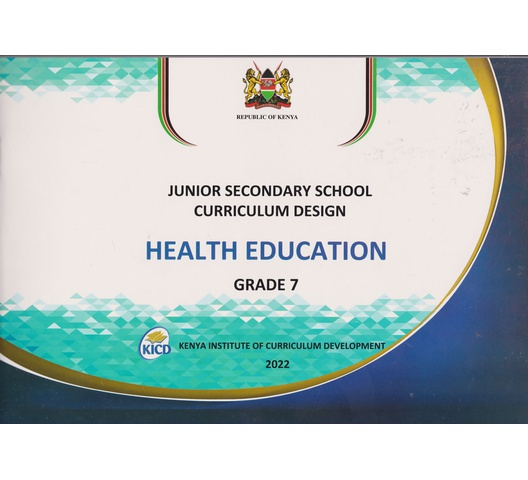 REPUBLIC OF KENYA
JUNIOR SECONDARY SCHOOL
CURRICULUM DESIGN
HEALTH EDUCATION
GRADE 7
KICD
KENYA INSTITUTE OF CURRICULUM DEVELOPMENT
2022